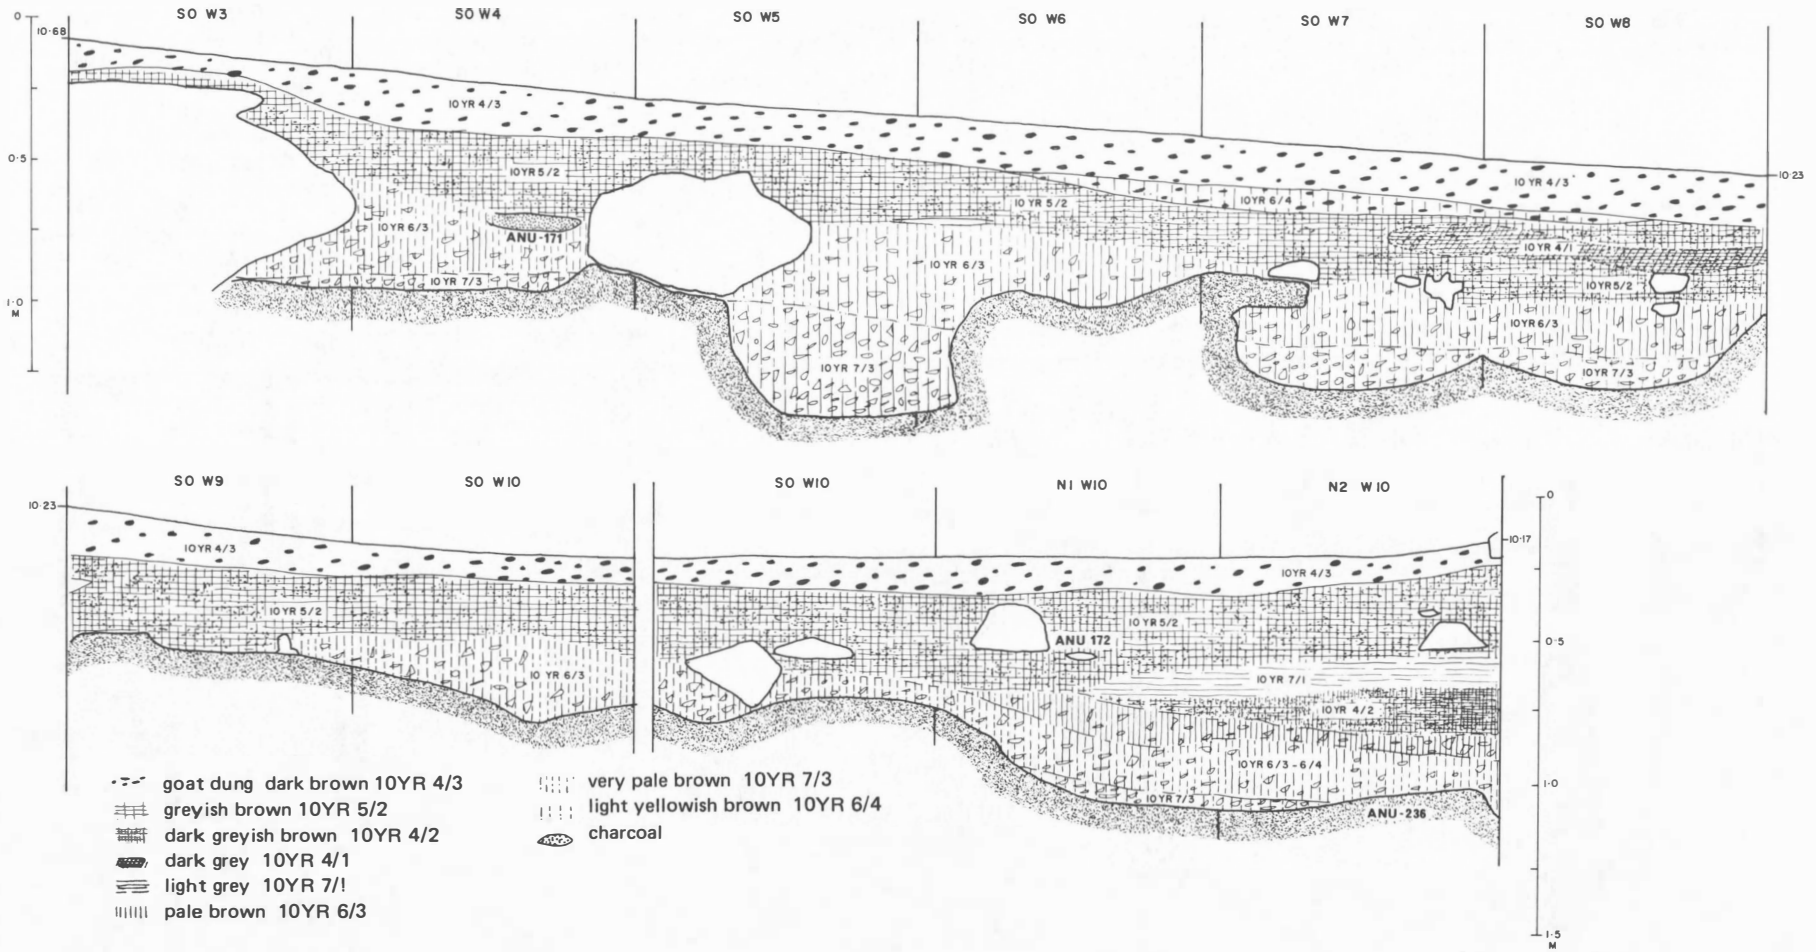 SO W3 SO W4 SO W5 SO W6 SO W7 SO W8
0
10·68
10YR 4/3
0·5
10YR 5/2
10YR 4/3
10·23
10YR 6/4
10YR 5/2
10YR 6/3
ANU-171
10YR 4/1
10YR 6/3
10YR 7/3
10YR5/2
1·0
M
10YR 6/3
10YR 7/3
10YR 7/3
SO W9 SO W10 SO W10 N1 W10 N2 W10
0
10·23
10·17
10YR 4/3
10YR 4/3
10YR 5/2
10YR5/2
ANU 172
0·5
10 YR 6/3
10YR 7/1
10YR 4/2
10YR 6/3-6/4
1·0
10YR 7/3
ANU-236
1·5
M
goat dung dark brown 10YR 4/3
greyish brown 10YR 5/2
dark greyish brown 10YR 4/2
dark grey 10YR 4/1
light grey 10YR 7/!
pale brown 10YR 6/3
very pale brown 10YR 7/3
light yellowish brown 10YR 6/4
charcoal